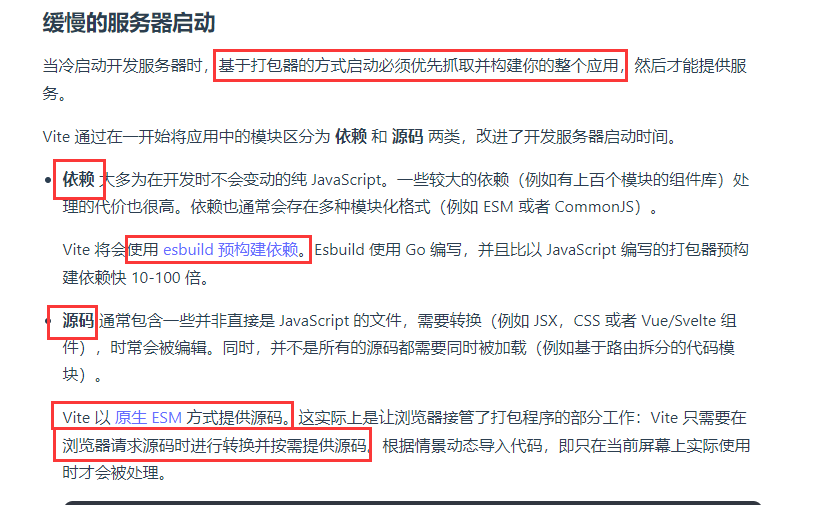 缓慢的服务器启动
当冷启动开发服务器时，基于打包器的方式启动必须优先抓取并构建你的整个应用，然后才能提供服
务。
Vite 通过在一开始将应用中的模块区分为 依赖 和 源码 两类，改进了开发服务器启动时间。
• 依赖 大多为在开发时不会变动的纯 JavaScript。一些较大的依赖（例如有上百个模块的组件库）处
理的代价也很高。依赖也通常会存在多种模块化格式（例如 ESM 或者 CommonJS）。
Vite 将会使用 esbuild 预构建依赖。Esbuild 使用 Go 编写，并且比以 JavaScript 编写的打包器预构
建依赖快 10-100 倍。
• 源码 通常包含一些并非直接是 JavaScript 的文件，需要转换（例如 JSX，CSS 或者 Vue/Svelte 组
件），时常会被编辑。同时，并不是所有的源码都需要同时被加载（例如基于路由拆分的代码模
块）。
Vite 以 原生 ESM 方式提供源码。这实际上是让浏览器接管了打包程序的部分工作：Vite 只需要在
浏览器请求源码时进行转换并按需提供源码。根据情景动态导入代码，即只在当前屏幕上实际使用
时才会被处理。